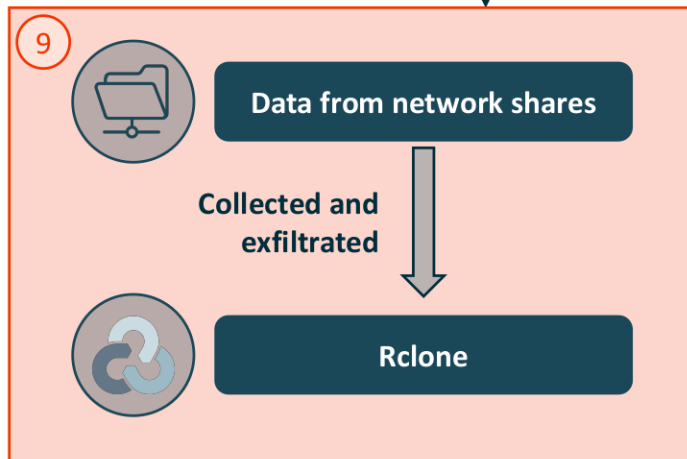 9
Data from network shares
Collected and
exfiltrated
Rclone